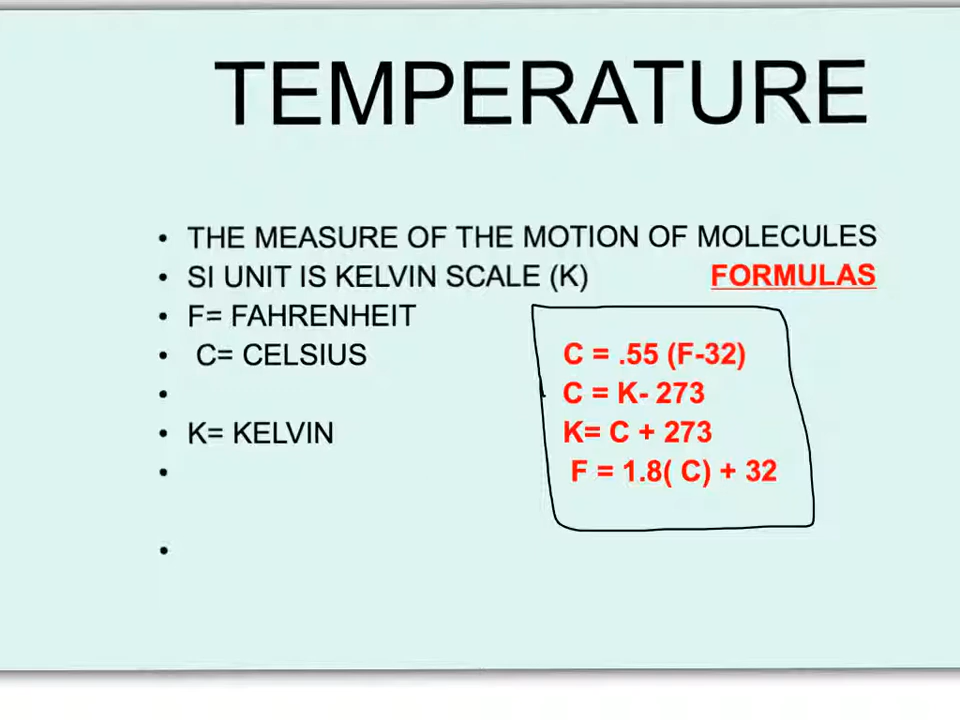 TEMPERATURE
• THE MEASURE OF THE MOTION OF MOLECULES
• SI UNIT IS KELVIN SCALE (K) FORMULAS
• F= FAHRENHEIT
• C= CELSIUS
C = .55 (F-32)
•
C = K- 273
• K= KELVIN
K= C + 273
•
F = 1.8( C) + 32
•